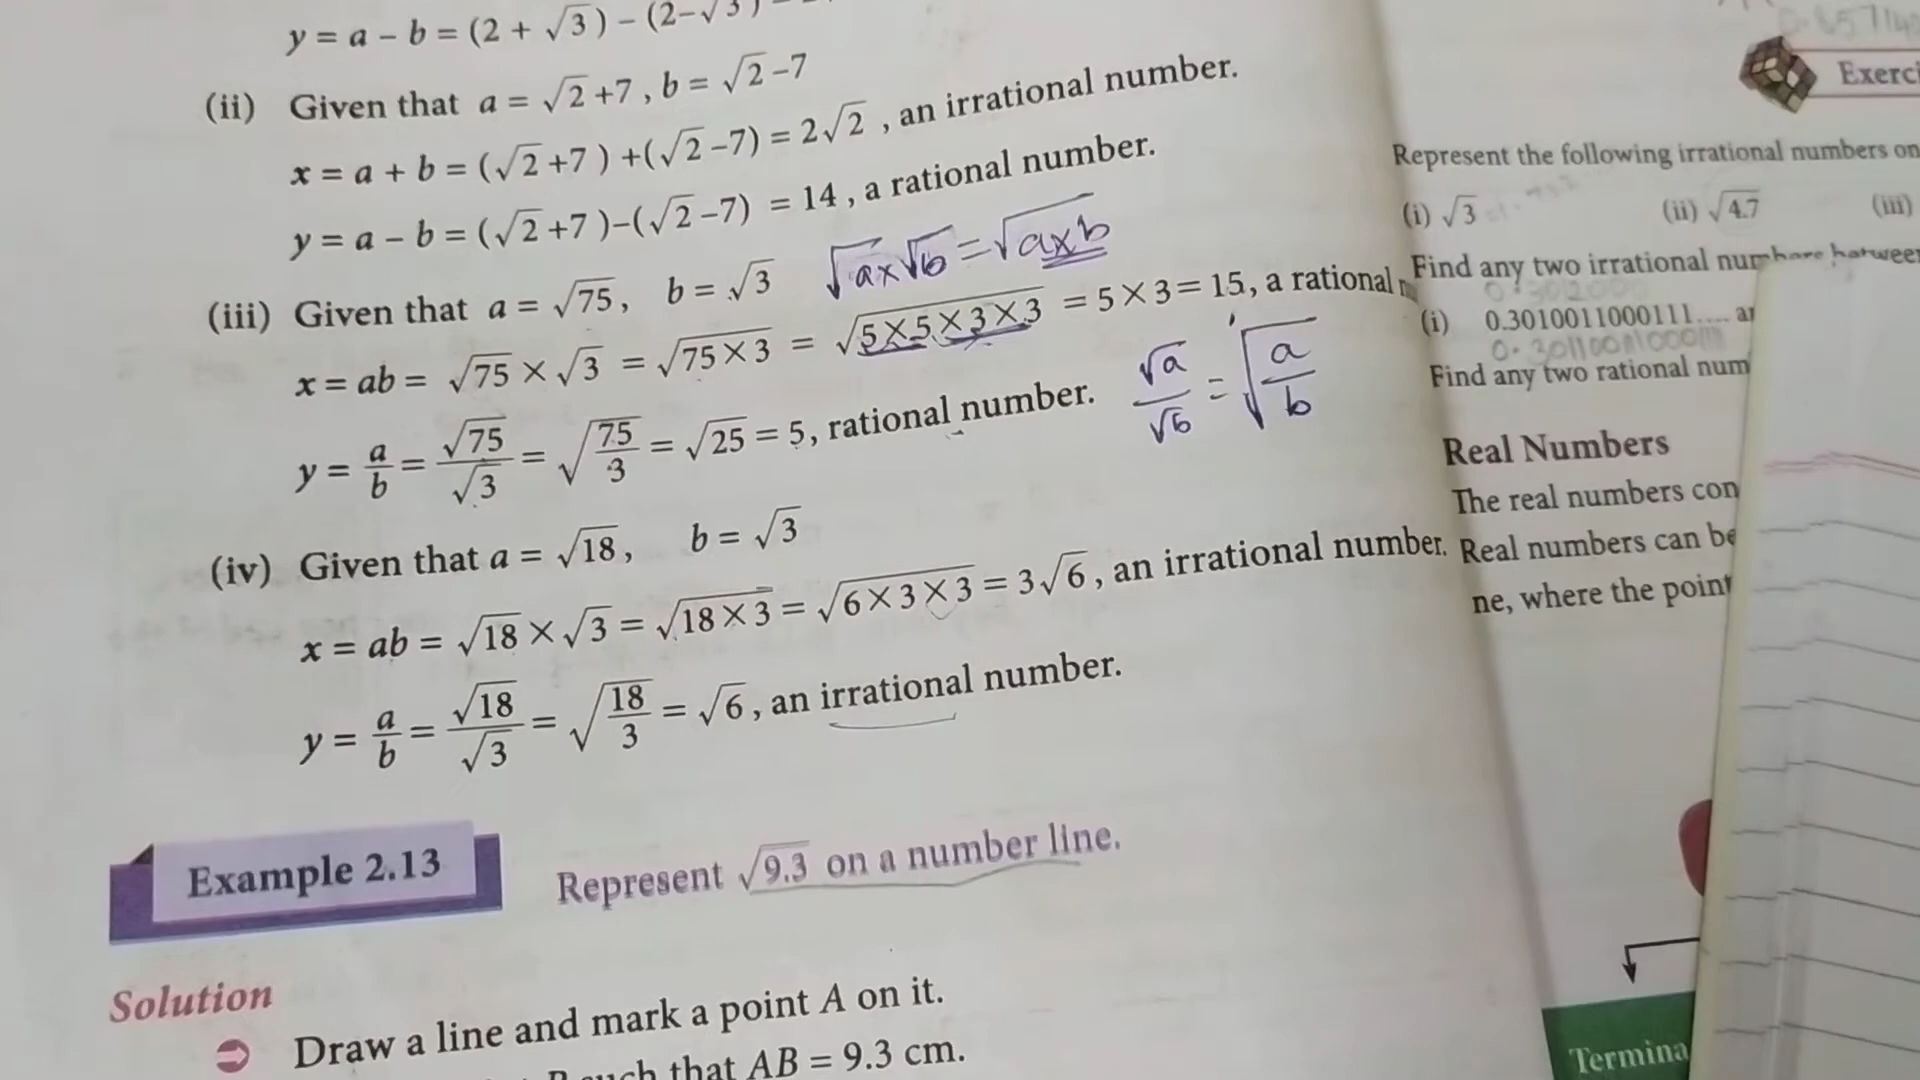 y = a − b = (2 + √3) − (2−√3)
(ii) Given that a = √2+7, b = √2−7
x = a + b = (√2+7) +(√2−7) = 2√2, an irrational number.
y = a − b = (√2+7)−(√2−7) = 14, a rational number.
√a×√b = √a×b
(iii) Given that a = √75, b = √3
x = ab = √75 × √3 = √75×3 = √5×5×3×3 = 5×3= 15, a rational
√a/√b = √a/b
y = a/b = √75/√3 = √75/3 = √25 = 5, rational number.
(iv) Given that a = √18, b = √3
x = ab = √18 × √3 = √18×3 = √6×3×3 = 3√6, an irrational number.
y = a/b = √18/√3 = √18/3 = √6, an irrational number.
Example 2.13 Represent √9.3 on a number line.
Solution
Draw a line and mark a point A on it.
such that AB = 9.3 cm.
Represent the following irrational numbers on
(i) √3 (ii) √4.7 (iii)
Find any two irrational numbers between
(i) 0.3010011000111....
Find any two rational num
Real Numbers
The real numbers con
Real numbers can be
ne, where the point
Termina